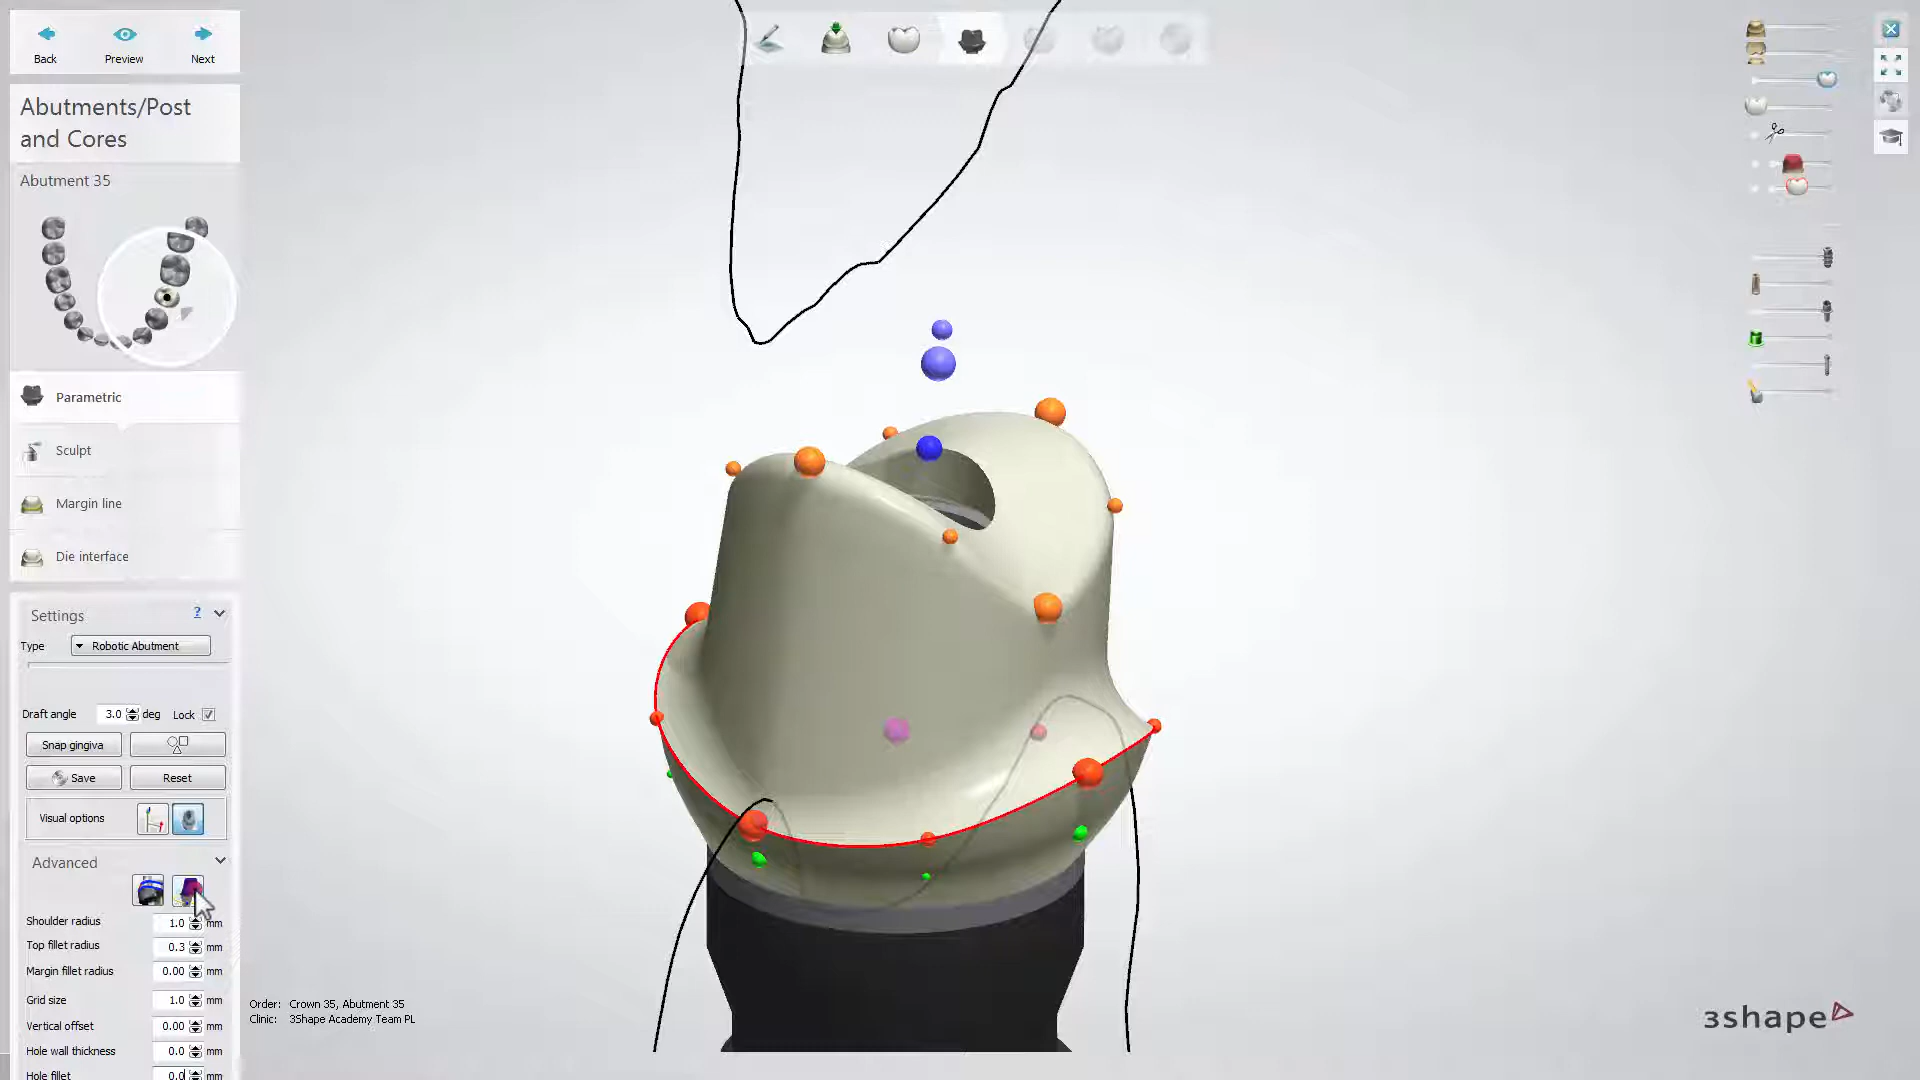 Back
Preview
Next
Abutments/Post
and Cores
Abutment 35
Parametric
Sculpt
Margin line
Die interface
Settings ?
Type Robotic Abutment
Draft angle 3.0 deg Lock
Snap gingiva
Save Reset
Visual options
Advanced
Shoulder radius 1.0 mm
Top fillet radius 0.3 mm
Margin fillet radius 0.00 mm
Grid size 1.0 mm
Vertical offset 0.00 mm
Hole wall thickness 0.0 mm
Hole fillet 0.0 mm
Order: Crown 35, Abutment 35
Clinic: 3Shape Academy Team PL
3shape